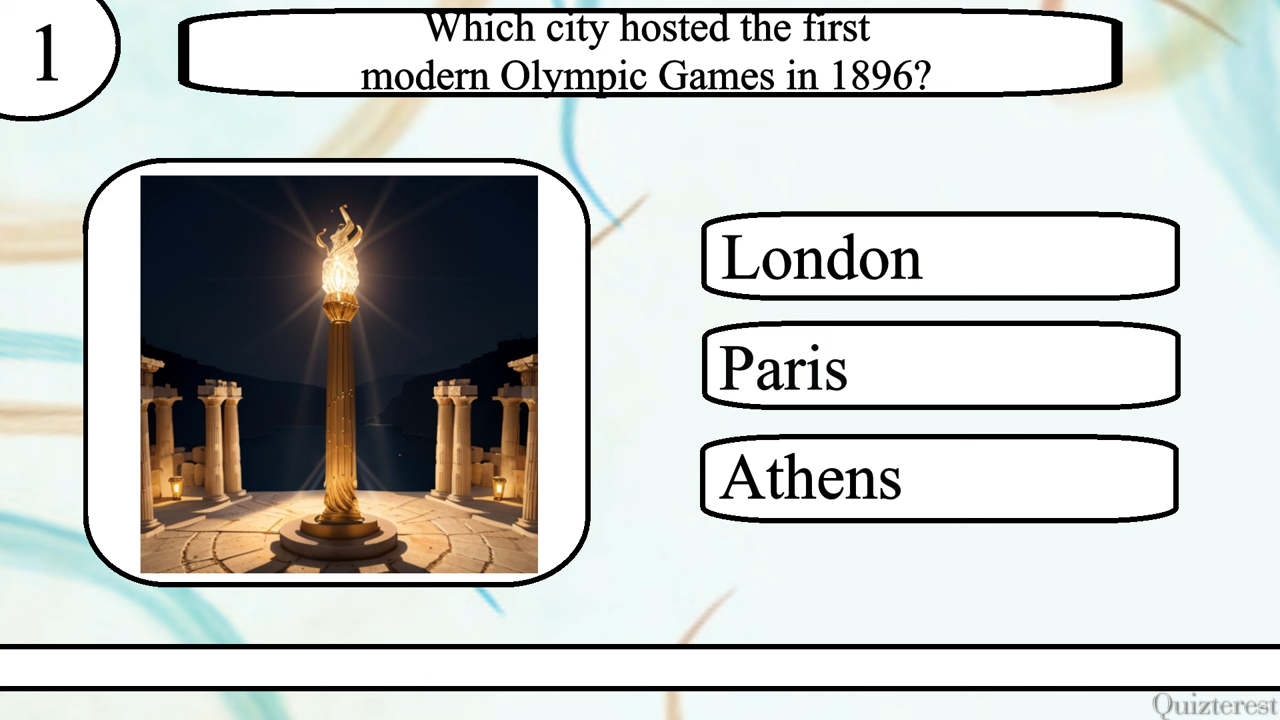 1
Which city hosted the first
modern Olympic Games in 1896?
London
Paris
Athens
Quizterest